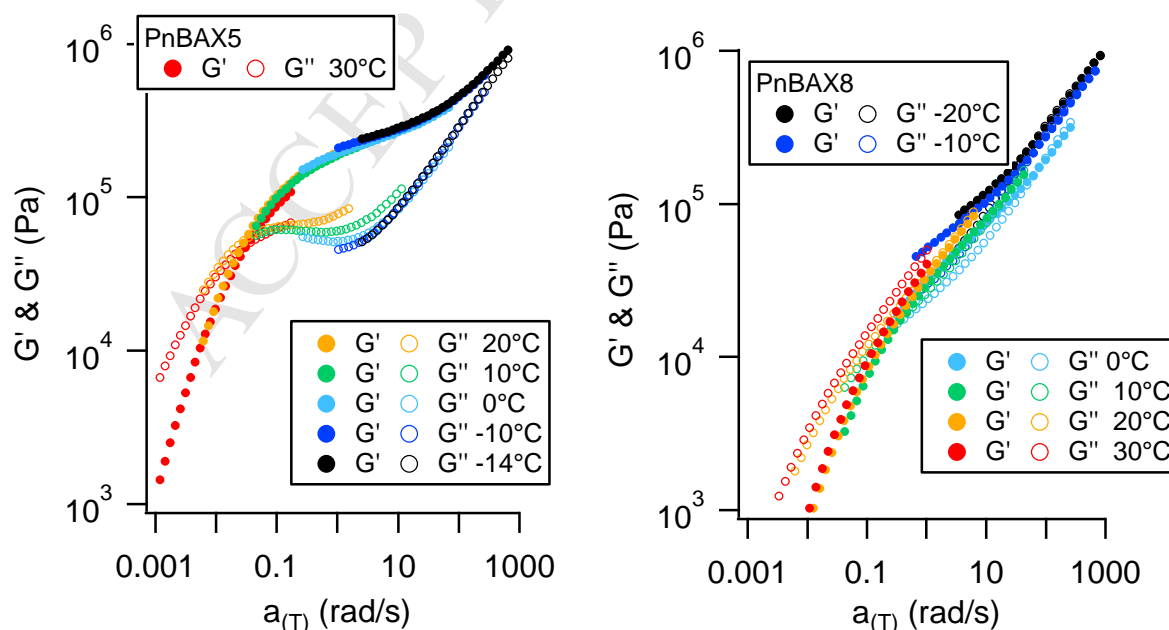 ACCEP
PnBAX5
G' G'' 30°C
10^6
10^5
10^4
10^3
G' & G'' (Pa)
G' G'' 20°C
G' G'' 10°C
G' G'' 0°C
G' G'' -10°C
G' G'' -14°C
0.001 0.1 10 1000
a(T) (rad/s)
PnBAX8
G' G'' -20°C
G' G'' -10°C
10^6
10^5
10^4
10^3
G' & G'' (Pa)
G' G'' 0°C
G' G'' 10°C
G' G'' 20°C
G' G'' 30°C
0.001 0.1 10 1000
a(T) (rad/s)